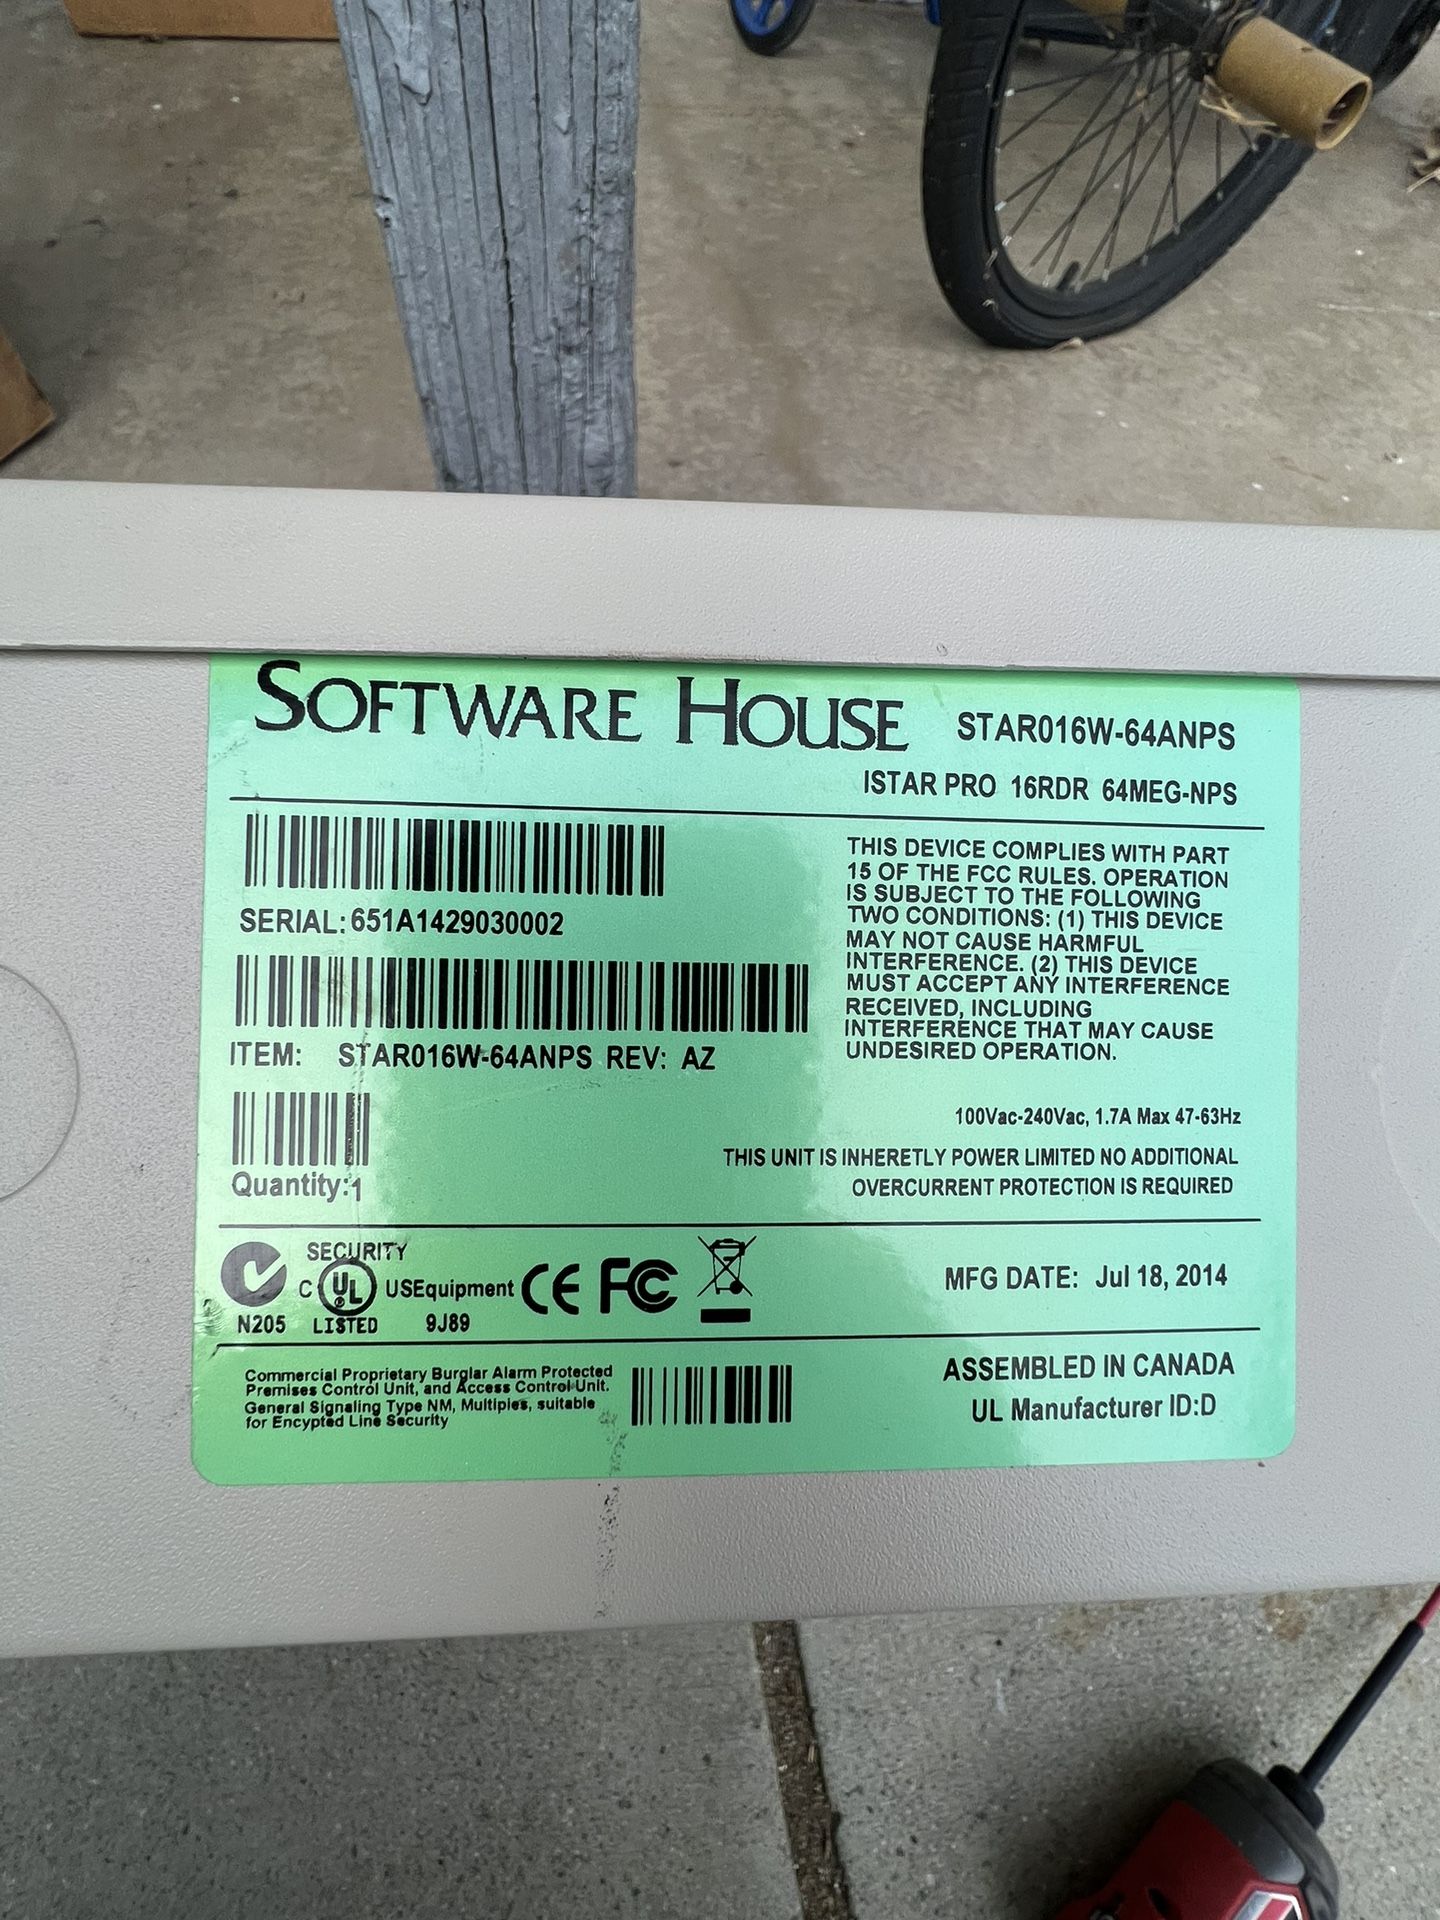 SOFTWARE HOUSE STAR016W-64ANPS
ISTAR PRO 16RDR 64MEG-NPS
SERIAL: 651A1429030002
ITEM: STAR016W-64ANPS REV: AZ
Quantity:1
THIS DEVICE COMPLIES WITH PART
15 OF THE FCC RULES. OPERATION
IS SUBJECT TO THE FOLLOWING
TWO CONDITIONS: (1) THIS DEVICE
MAY NOT CAUSE HARMFUL
INTERFERENCE. (2) THIS DEVICE
MUST ACCEPT ANY INTERFERENCE
RECEIVED, INCLUDING
INTERFERENCE THAT MAY CAUSE
UNDESIRED OPERATION.
100Vac-240Vac, 1.7A Max 47-63Hz
THIS UNIT IS INHERETLY POWER LIMITED NO ADDITIONAL
OVERCURRENT PROTECTION IS REQUIRED
SECURITY
C UL US Equipment CE FC
N205 LISTED 9J89
MFG DATE: Jul 18, 2014
Commercial Proprietary Burglar Alarm Protected
Premises Control Unit, and Access Control Unit.
General Signaling Type NM, Multiples, suitable
for Encypted Line Security
ASSEMBLED IN CANADA
UL Manufacturer ID:D